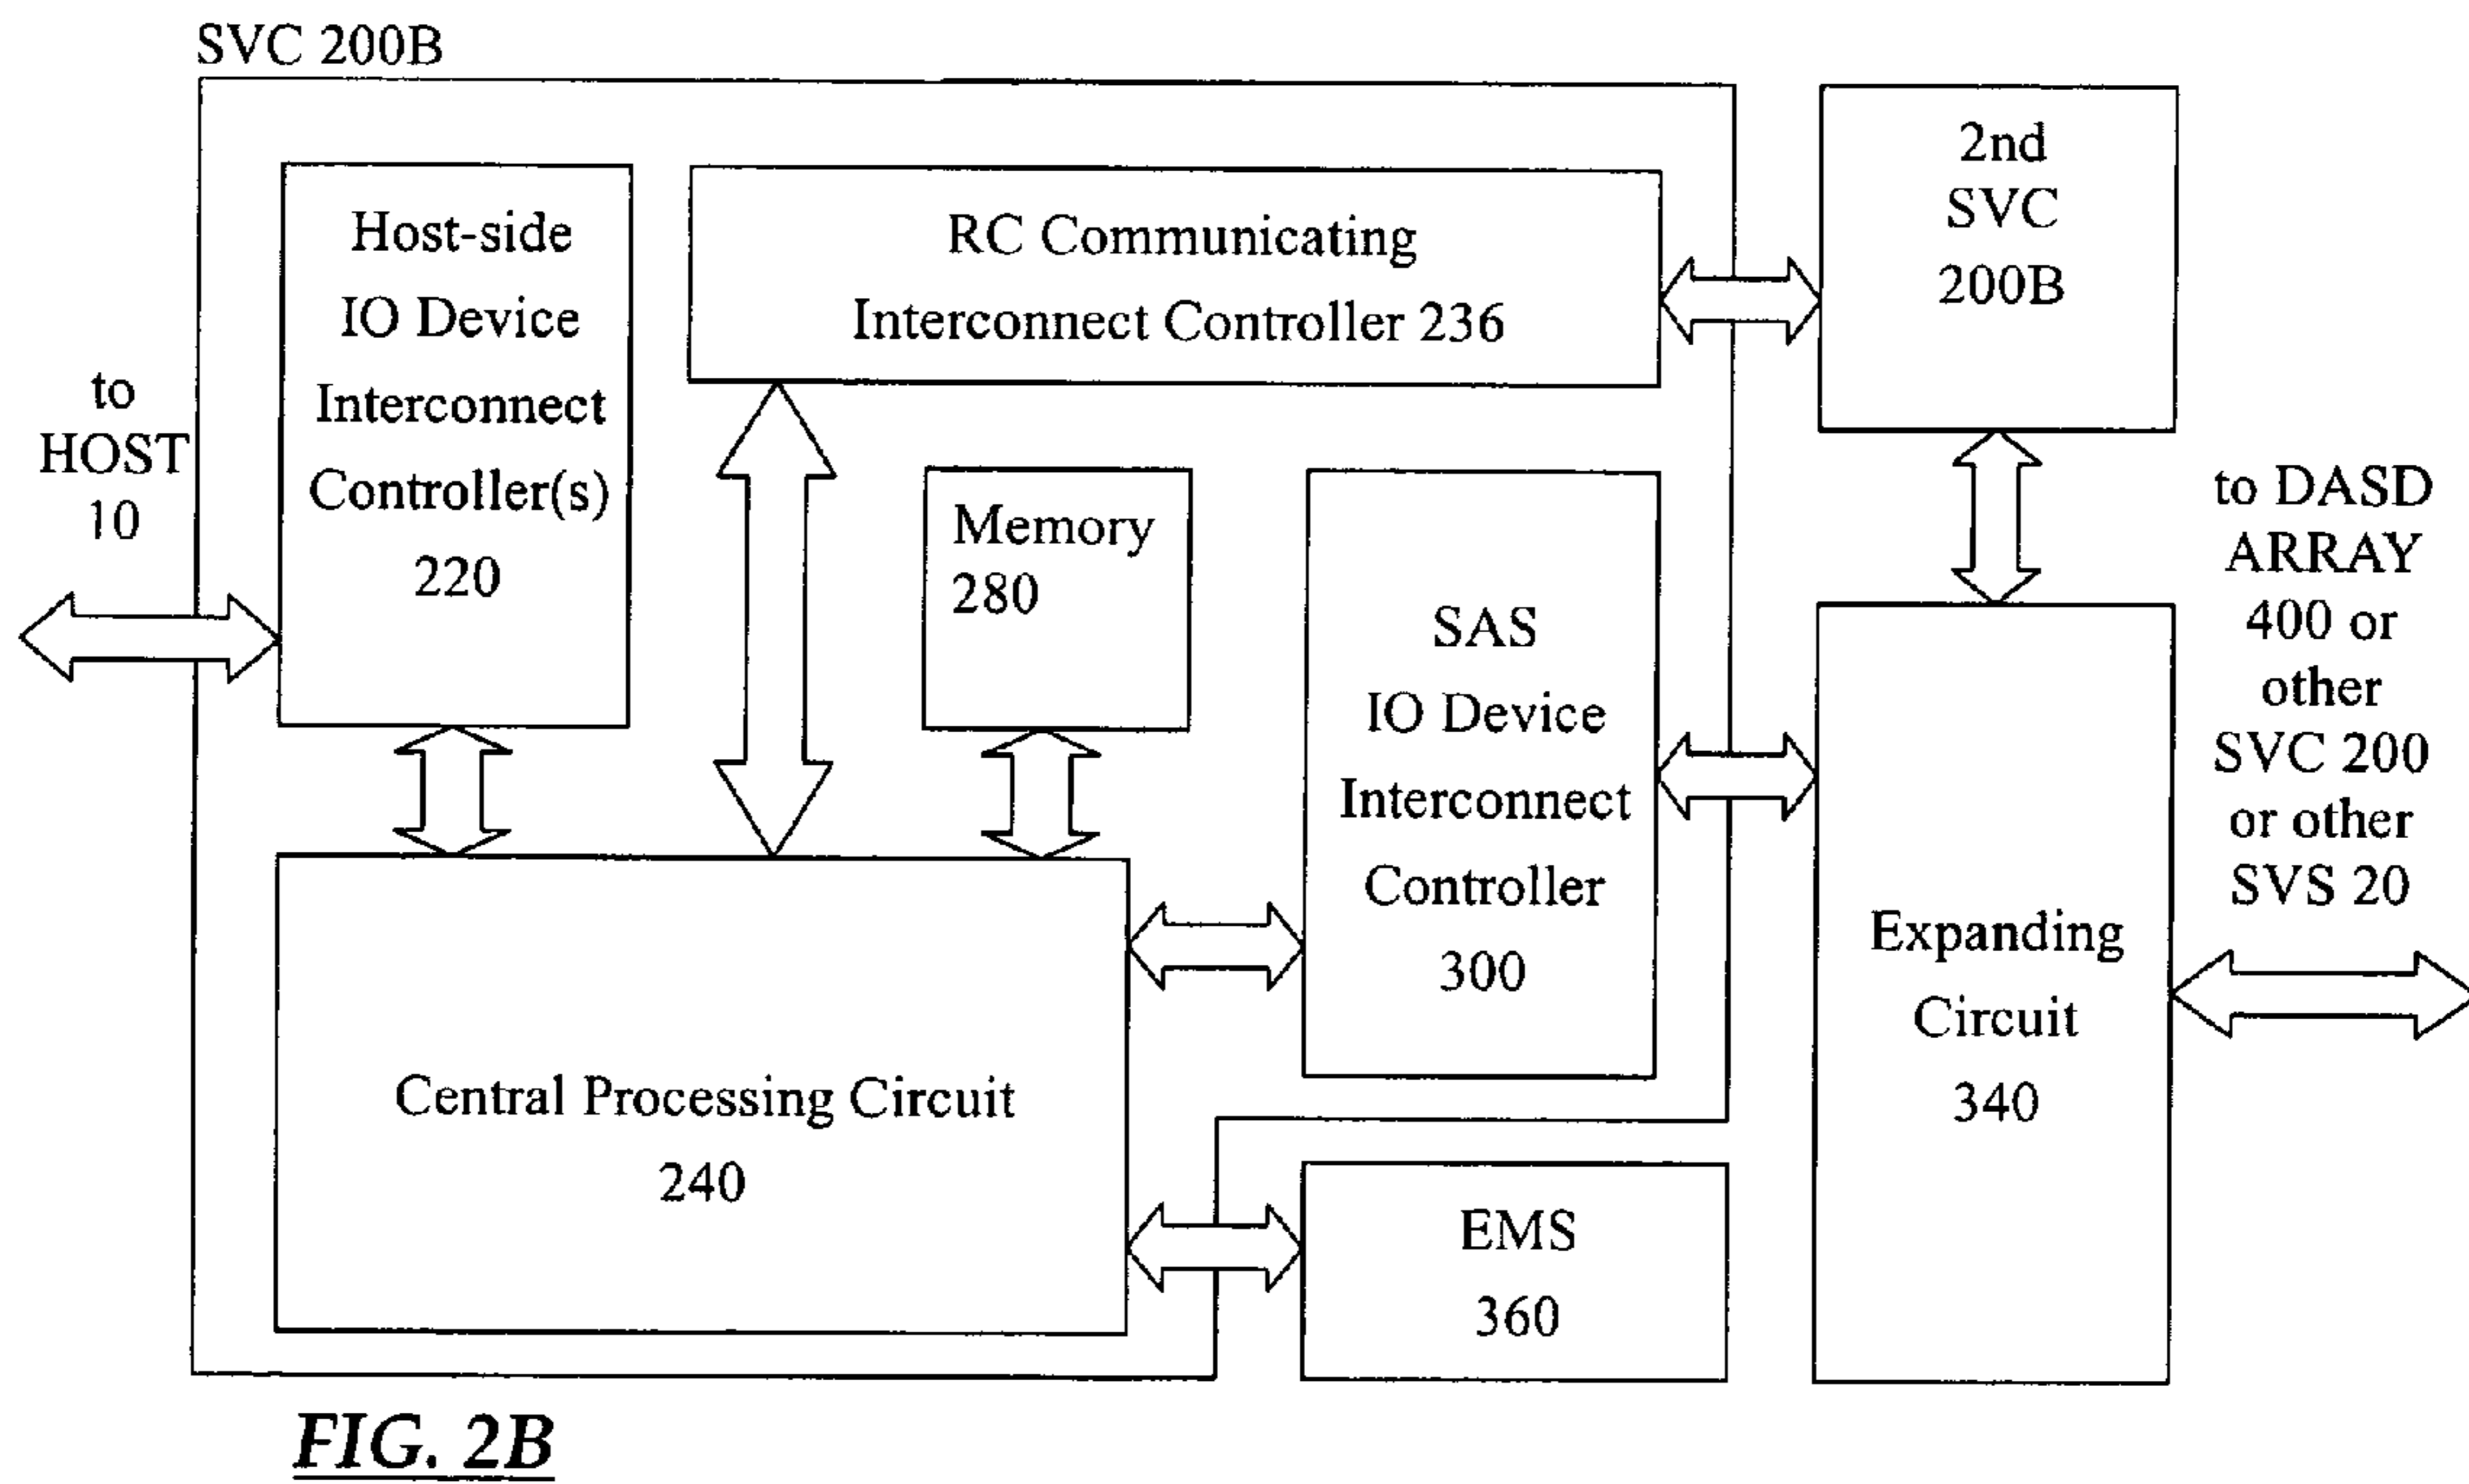 SVC 200B
to
HOST
10
Host-side
IO Device
Interconnect
Controller(s)
220
RC Communicating
Interconnect Controller 236
2nd
SVC
200B
Memory
280
SAS
IO Device
Interconnect
Controller
300
to DASD
ARRAY
400 or
other
SVC 200
or other
SVS 20
Expanding
Circuit
340
Central Processing Circuit
240
EMS
360
FIG. 2B